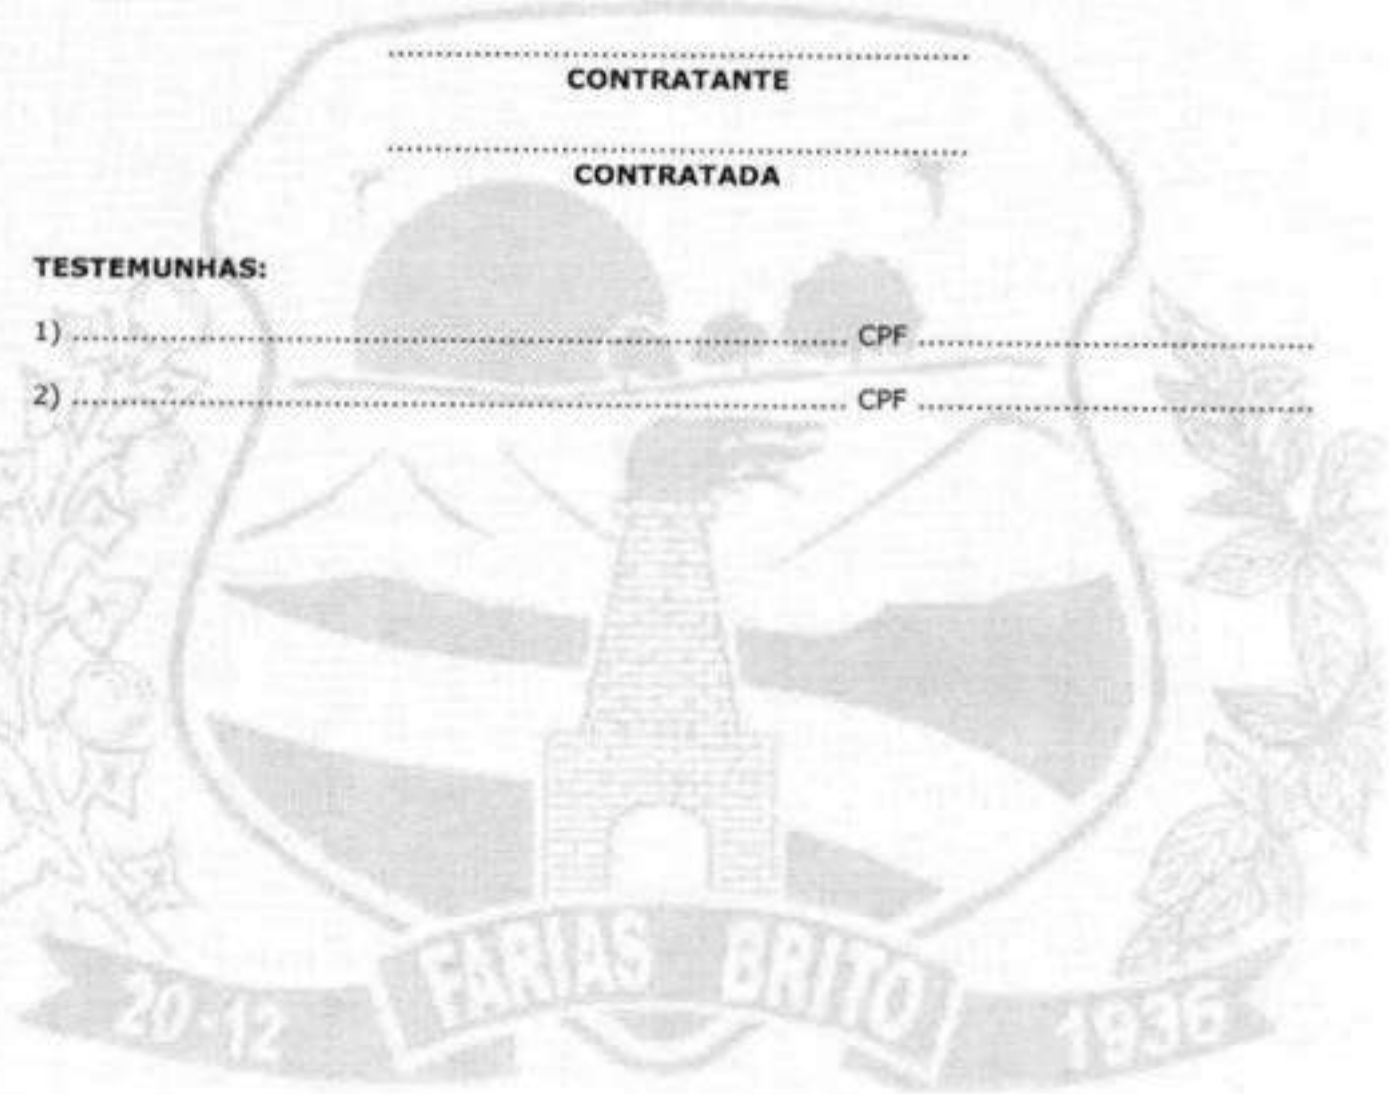 ................................................................
CONTRATANTE
................................................................
CONTRATADA
TESTEMUNHAS:
1) ................................................................ CPF ................................
2) ................................................................ CPF ................................
FARIAS BRITO
20-12 1936